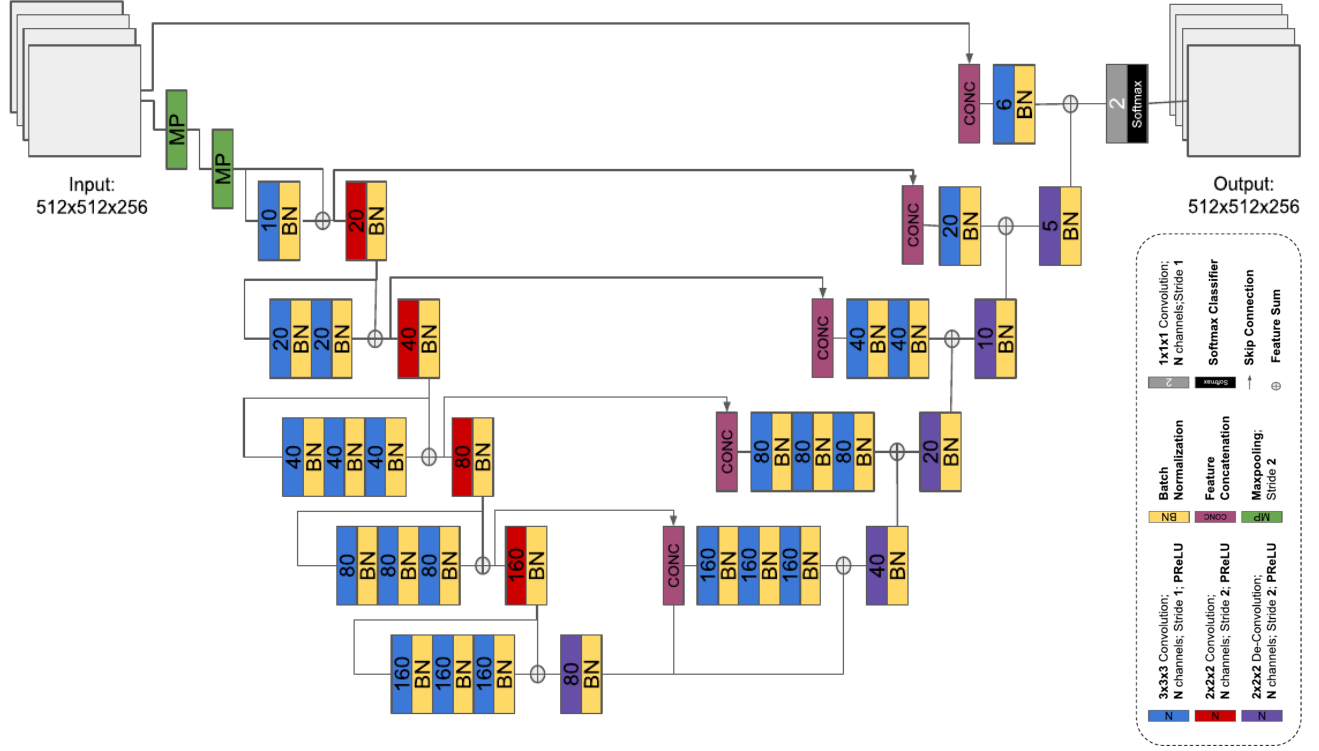 Input:
512x512x256
MP
MP
CONC
6
BN
2
Softmax
Output:
512x512x256
10
BN
20
BN
CONC
20
BN
5
BN
20
BN
20
BN
40
BN
CONC
40
BN
40
BN
10
BN
40
BN
40
BN
40
BN
80
BN
CONC
80
BN
80
BN
80
BN
20
BN
80
BN
80
BN
80
BN
160
BN
CONC
160
BN
160
BN
160
BN
40
BN
160
BN
160
BN
160
BN
80
BN
N
3x3x3 Convolution;
N channels; Stride 1; PReLU
N
2x2x2 Convolution;
N channels; Stride 2; PReLU
N
2x2x2 De-Convolution;
N channels; Stride 2; PReLU
BN
Batch
Normalization
CONC
Feature
Concatenation
MP
Maxpooling;
Stride 2
2
1x1x1 Convolution;
N channels;Stride 1
Softmax
Softmax Classifier
Skip Connection
Feature Sum